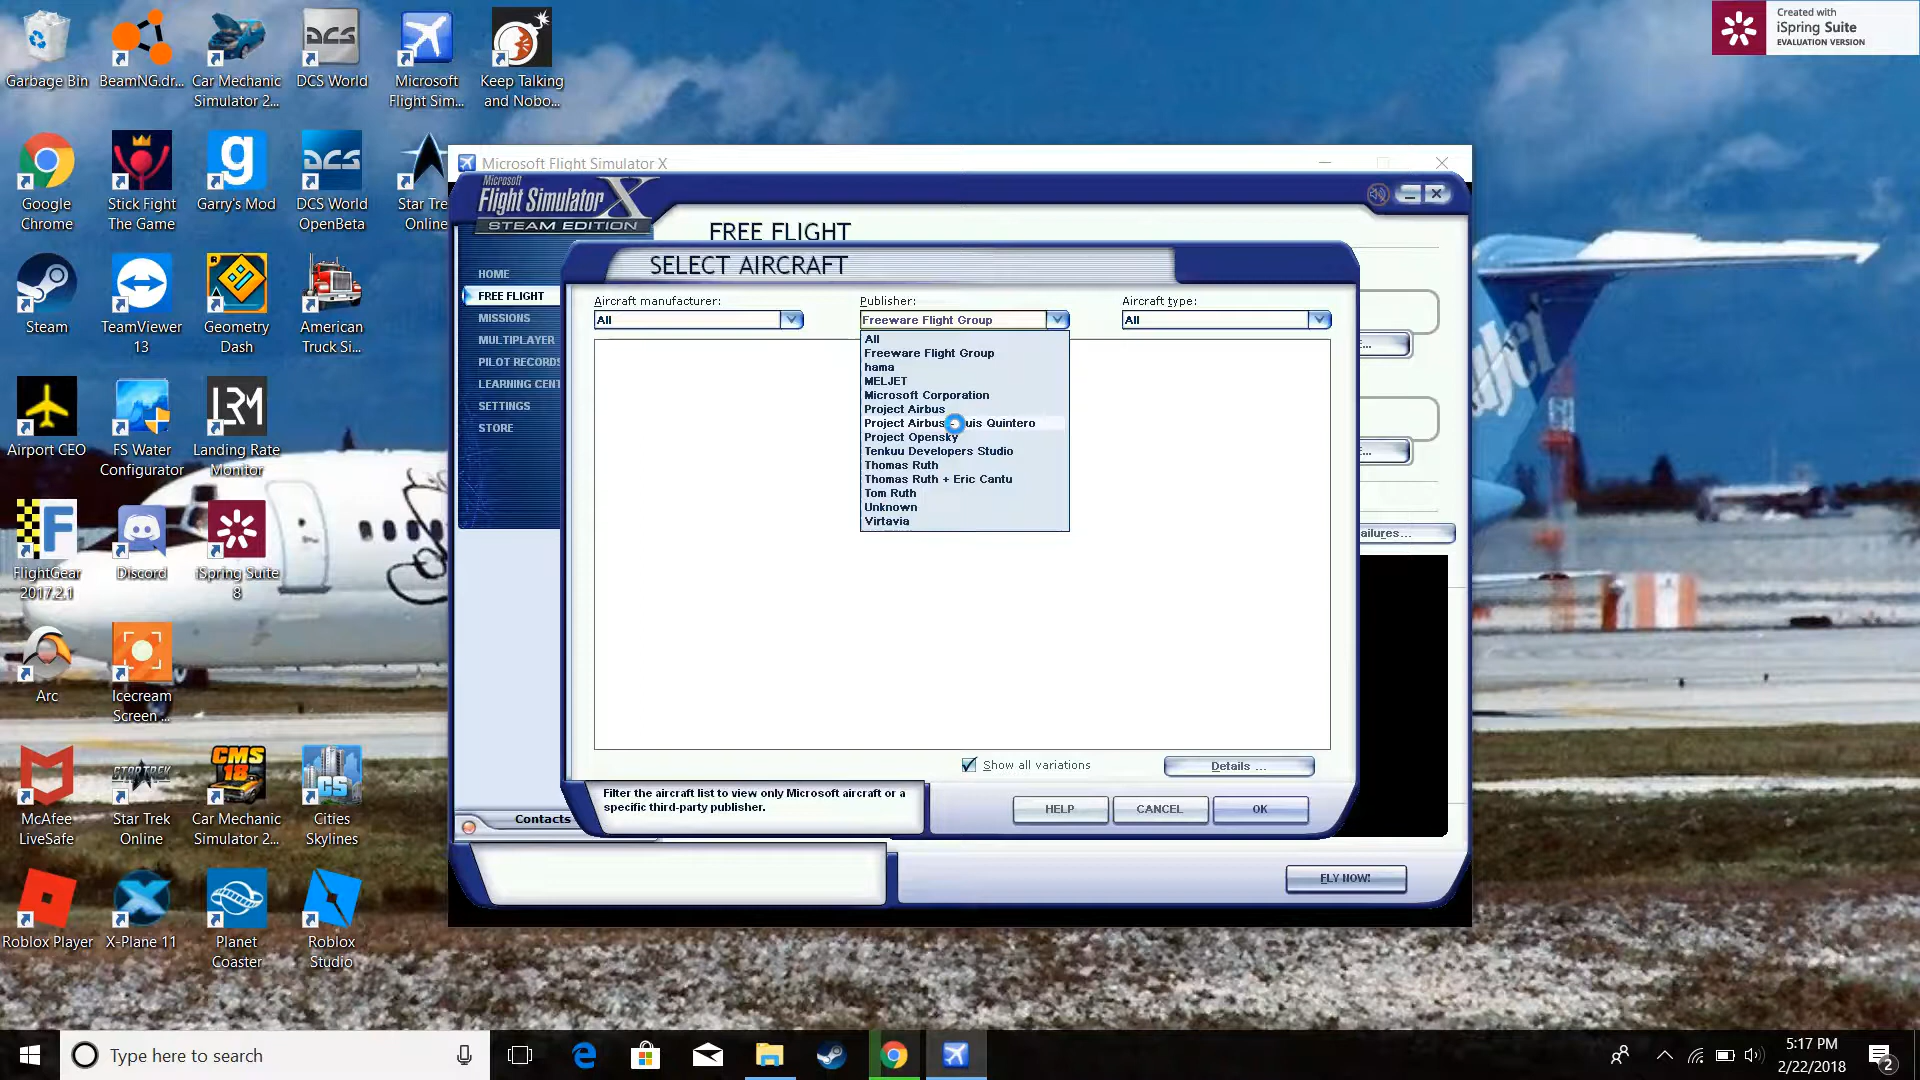 Created with
iSpring Suite
EVALUATION VERSION
Garbage Bin
BeamNG.dr...
Car Mechanic
Simulator 2...
DCS World
Microsoft
Flight Sim...
Keep Talking
and Nobo...
Google
Chrome
Stick Fight
The Game
Garry's Mod
DCS World
OpenBeta
Star Tre
Online
Steam
TeamViewer
13
Geometry
Dash
American
Truck Si...
Airport CEO
FS Water
Configurator
Landing Rate
Monitor
FlightGear
2017.2.1
Discord
iSpring Suite
8
Arc
Icecream
Screen ...
McAfee
LiveSafe
Star Trek
Online
Car Mechanic
Simulator 2...
Cities
Skylines
Roblox Player
X-Plane 11
Planet
Coaster
Roblox
Studio
Microsoft Flight Simulator X
Microsoft
Flight Simulator X
STEAM EDITION
FREE FLIGHT
HOME
FREE FLIGHT
MISSIONS
MULTIPLAYER
PILOT RECORDS
LEARNING CENT
SETTINGS
STORE
SELECT AIRCRAFT
Aircraft manufacturer:
All
Publisher:
Freeware Flight Group
Aircraft type:
All
All
Freeware Flight Group
hama
MELJET
Microsoft Corporation
Project Airbus
Project Airbus uis Quintero
Project Opensky
Tenkuu Developers Studio
Thomas Ruth
Thomas Ruth + Eric Cantu
Tom Ruth
Unknown
Virtavia
ailures...
Show all variations
Details ...
Filter the aircraft list to view only Microsoft aircraft or a
specific third-party publisher.
HELP
CANCEL
OK
Contacts
FLY NOW!
Type here to search
5:17 PM
2/22/2018
2